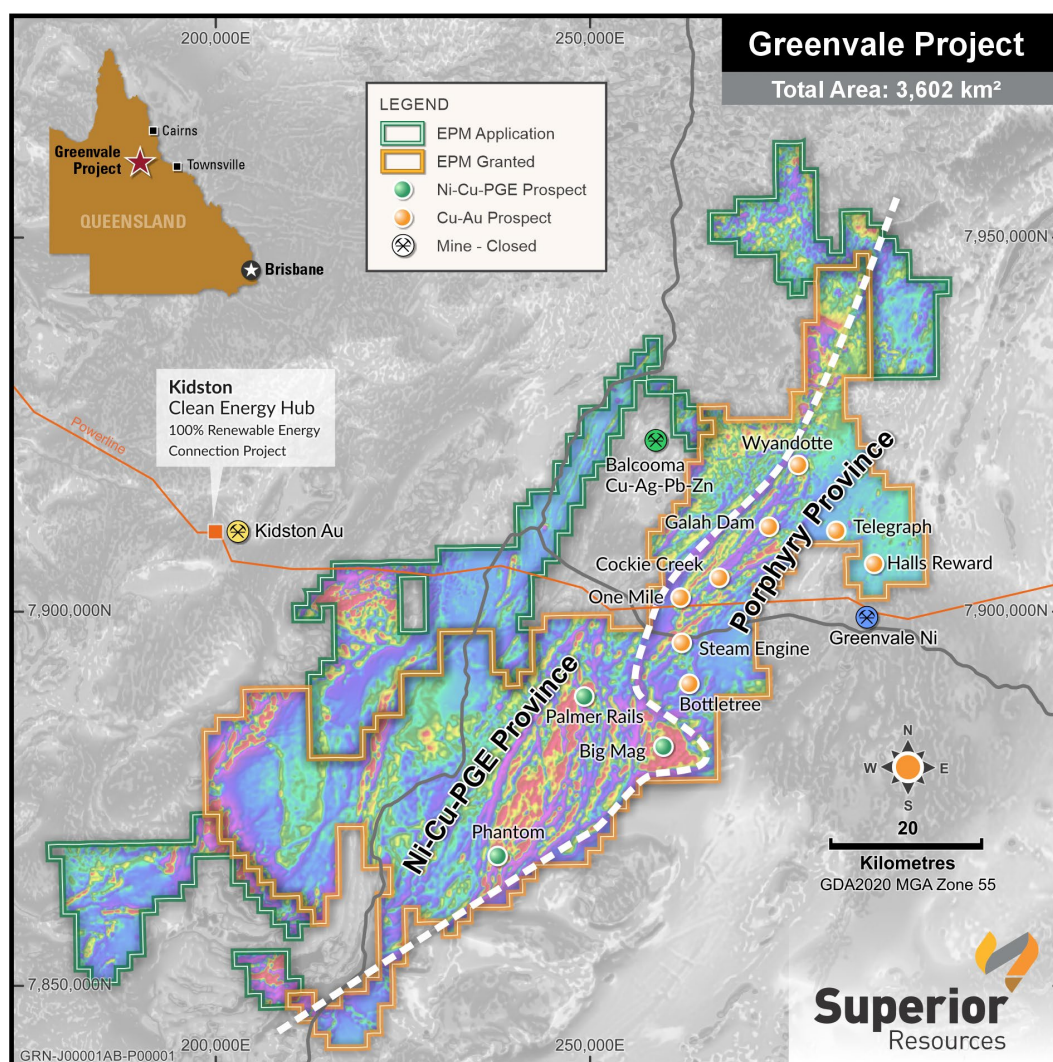 200,000E
250,000E
Greenvale Project
Total Area: 3,602 km²
LEGEND
EPM Application
EPM Granted
Ni-Cu-PGE Prospect
Cu-Au Prospect
Mine - Closed
Cairns
Greenvale
Project
Townsville
QUEENSLAND
Brisbane
7,950,000N
7,950,000N
Kidston
Clean Energy Hub
100% Renewable Energy
Connection Project
Powerline
Kidston Au
Balcooma
Cu-Ag-Pb-Zn
Wyandotte
Galah Dam
Telegraph
Cockie Creek
Halls Reward
One Mile
Porphyry Province
7,900,000N
7,900,000N
Greenvale Ni
Steam Engine
Bottletree
Palmer Rails
Big Mag
Ni-Cu-PGE Province
Phantom
N
W
E
S
20
Kilometres
GDA2020 MGA Zone 55
7,850,000N
Superior
Resources
200,000E
250,000E
GRN-J00001AB-P00001